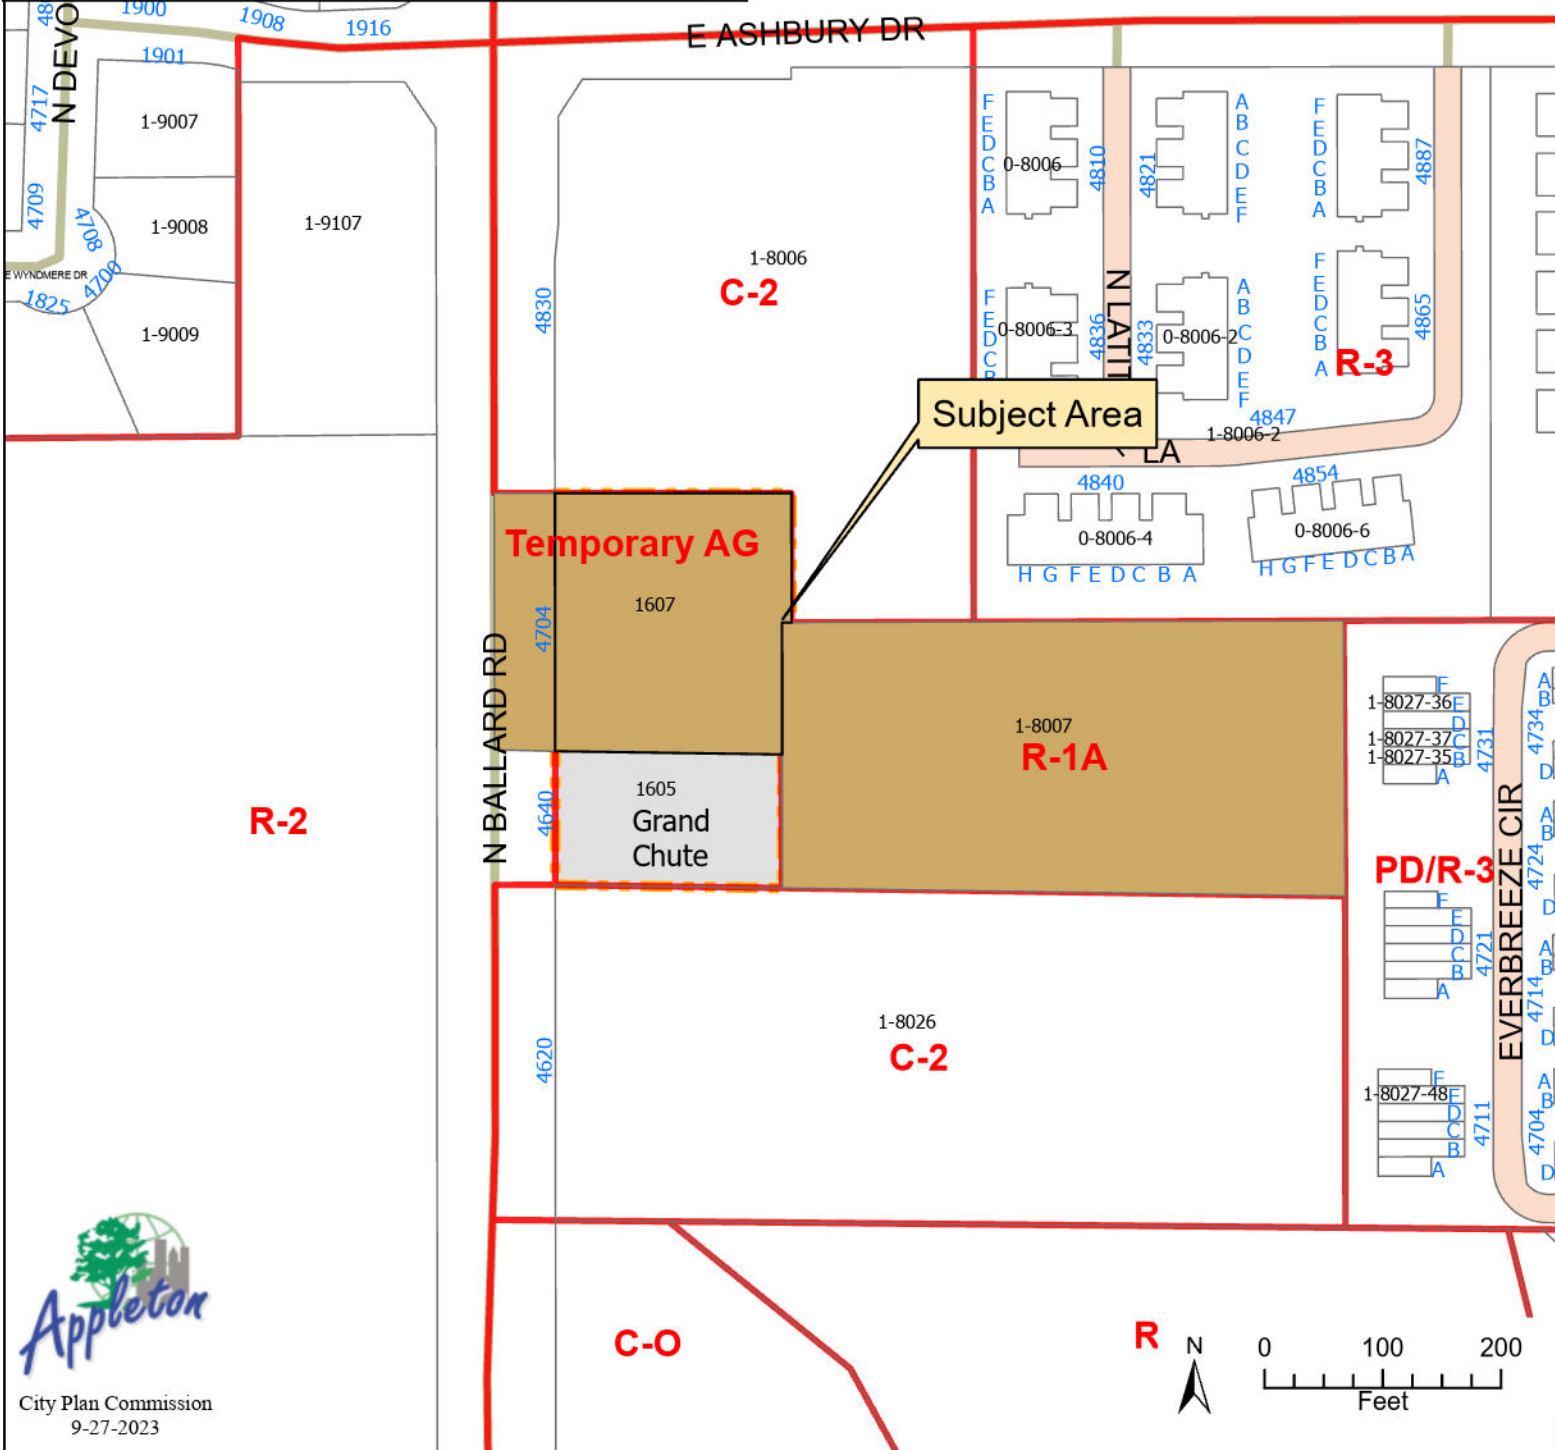 1900
1908
1916
48
N DEVO
1901
4717
1-9007
4709
4708
1-9008
E WYNDMERE DR
4700
1825
1-9009
1-9107
E ASHBURY DR
4830
1-8006
C-2
F
E
D
C
B
A
0-8006
4810
4821
A
B
C
D
E
F
F
E
D
C
B
A
4887
F
E
D
C
B
0-8006-3
4836
N LATIT
4833
0-8006-2
A
B
C
D
E
F
F
E
D
C
B
A
4865
R-3
Subject Area
4847
1-8006-2
LA
4840
4854
0-8006-4
H G F E D C B A
0-8006-6
H G F E D C B A
Temporary AG
1607
4704
N BALLARD RD
1605
Grand
Chute
4640
1-8007
R-1A
R-2
F
1-8027-36
E
D
1-8027-37
C
1-8027-35
B
A
4731
4734
A
B
D
PD/R-3
EVERBREEZE CIR
A
B
4724
D
F
E
D
C
B
A
4721
A
B
4714
D
1-8026
C-2
4620
F
1-8027-48
E
D
C
B
A
4711
A
B
4704
D
C-O
R
N
0 100 200
Feet
Appleton
City Plan Commission
9-27-2023